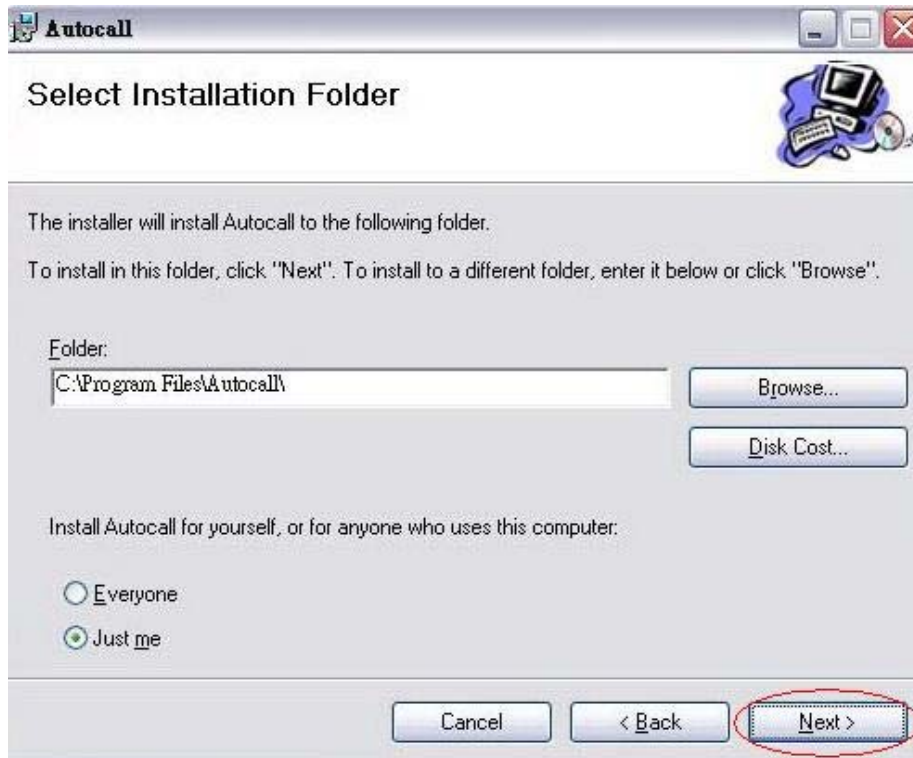 Autocall
Select Installation Folder
The installer will install Autocall to the following folder.
To install in this folder, click "Next". To install to a different folder, enter it below or click "Browse".
Folder:
C:\Program Files\Autocall\
Browse...
Disk Cost...
Install Autocall for yourself, or for anyone who uses this computer:
Everyone
Just me
Cancel
< Back
Next >